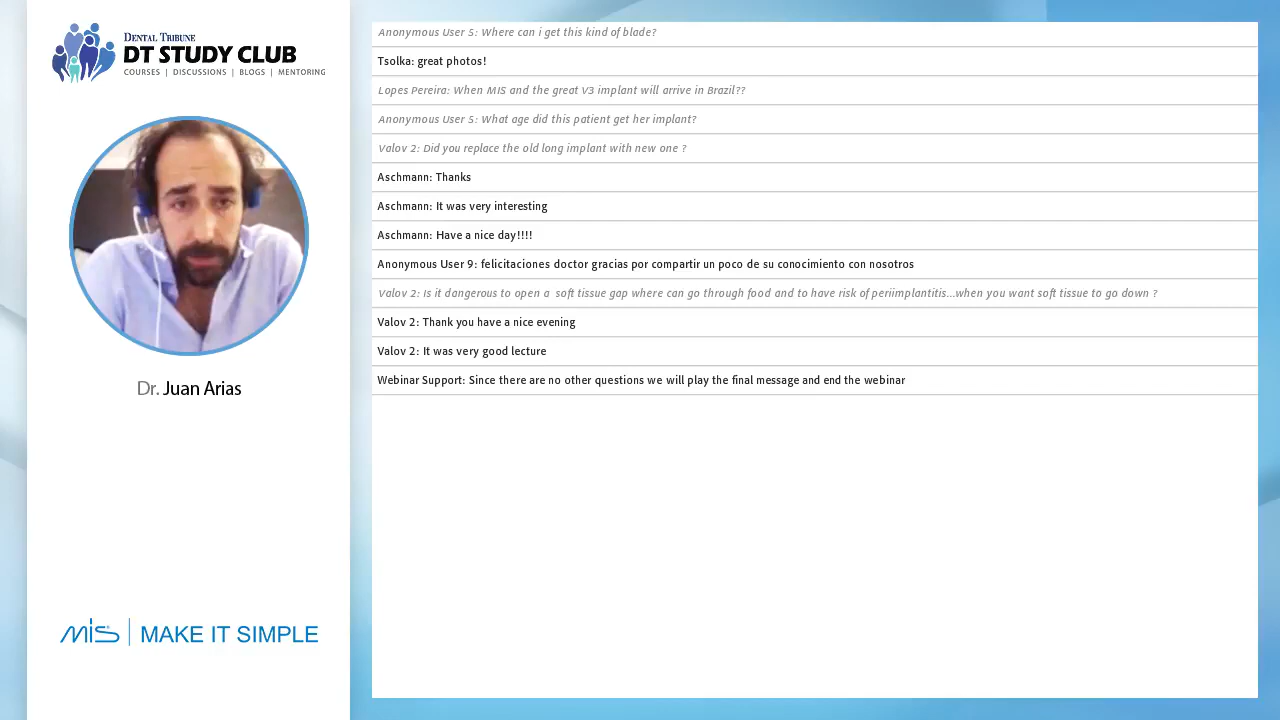 DENTAL TRIBUNE
DT STUDY CLUB
COURSES | DISCUSSIONS | BLOGS | MENTORING
Dr. Juan Arias
mis | MAKE IT SIMPLE
Anonymous User 5: Where can i get this kind of blade?
Tsolka: great photos!
Lopes Pereira: When MIS and the great V3 implant will arrive in Brazil??
Anonymous User 5: What age did this patient get her implant?
Valov 2: Did you replace the old long implant with new one ?
Aschmann: Thanks
Aschmann: It was very interesting
Aschmann: Have a nice day!!!!
Anonymous User 9: felicitaciones doctor gracias por compartir un poco de su conocimiento con nosotros
Valov 2: Is it dangerous to open a  soft tissue gap where can go through food and to have risk of periimplantitis...when you want soft tissue to go down ?
Valov 2: Thank you have a nice evening
Valov 2: It was very good lecture
Webinar Support: Since there are no other questions we will play the final message and end the webinar